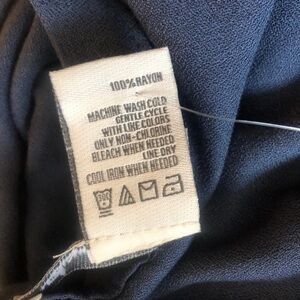 100% RAYON
MACHINE WASH COLD
GENTLE CYCLE
WITH LIKE COLORS
ONLY NON-CHLORINE
BLEACH WHEN NEEDED
LINE DRY
COOL IRON WHEN NEEDED